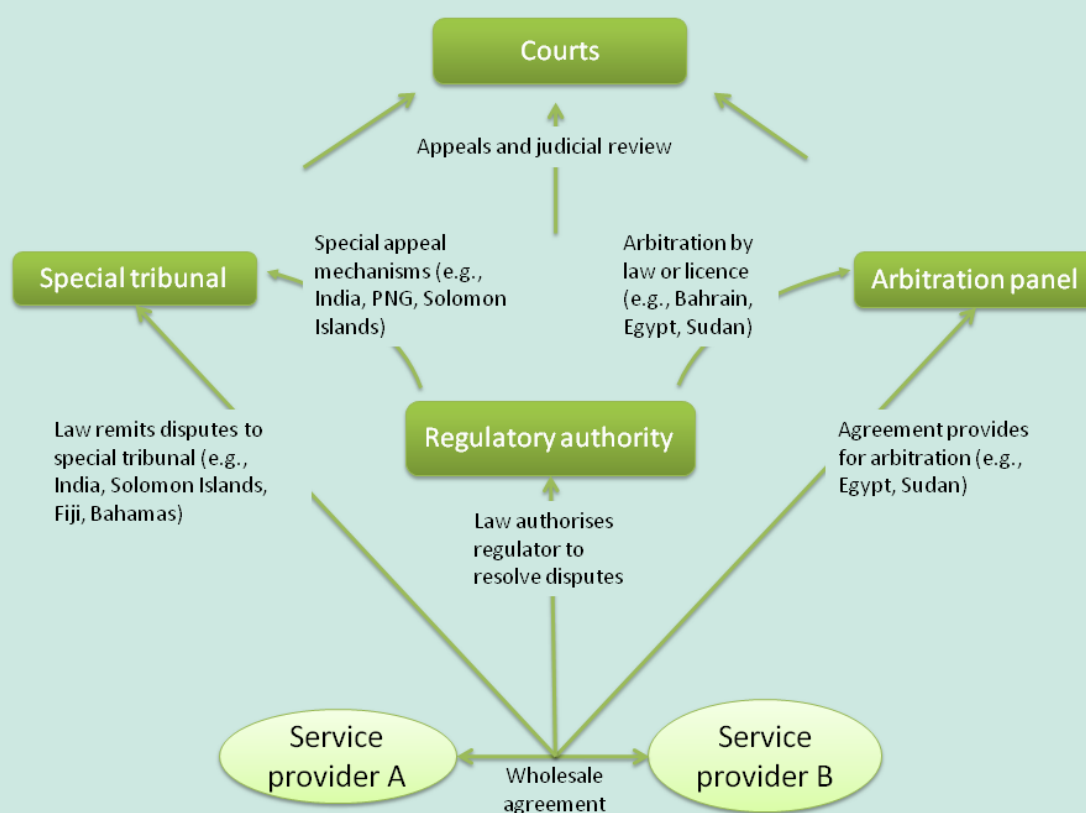 Courts
Appeals and judicial review
Special appeal
mechanisms (e.g.,
India, PNG, Solomon
Islands)
Arbitration by
law or licence
(e.g., Bahrain,
Egypt, Sudan)
Special tribunal
Arbitration panel
Regulatory authority
Law remits disputes to
special tribunal (e.g.,
India, Solomon Islands,
Fiji, Bahamas)
Agreement provides
for arbitration (e.g.,
Egypt, Sudan)
Law authorises
regulator to
resolve disputes
Service
provider A
Wholesale
agreement
Service
provider B